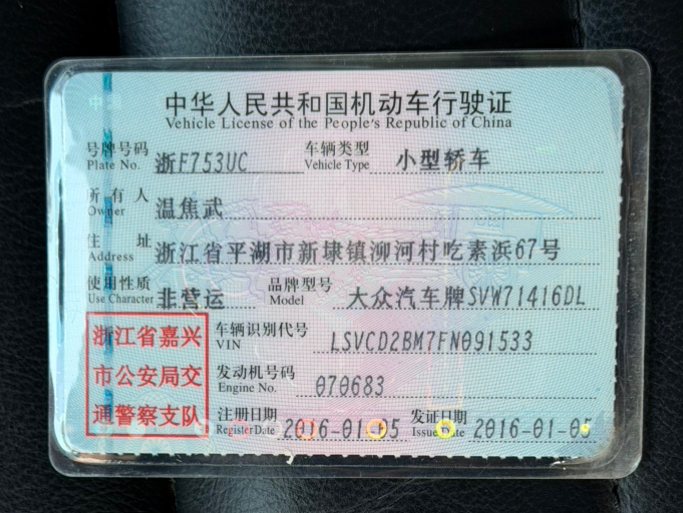 中华人民共和国机动车行驶证
Vehicle License of the People's Republic of China
号牌号码 浙F753UC 车辆类型 小型轿车
Plate No. Vehicle Type
所有人 温焦武
Owner
住址 浙江省平湖市新埭镇泖河村吃素浜67号
Address
使用性质 非营运 品牌型号 大众汽车牌SVW71416DL
Use Character Model
浙江省嘉兴
市公安局交
通警察支队
车辆识别代号 LSVCD2BM7FN091533
VIN
发动机号码 070683
Engine No.
注册日期 2016-01-05 发证日期 2016-01-05
Register Date Issue Date